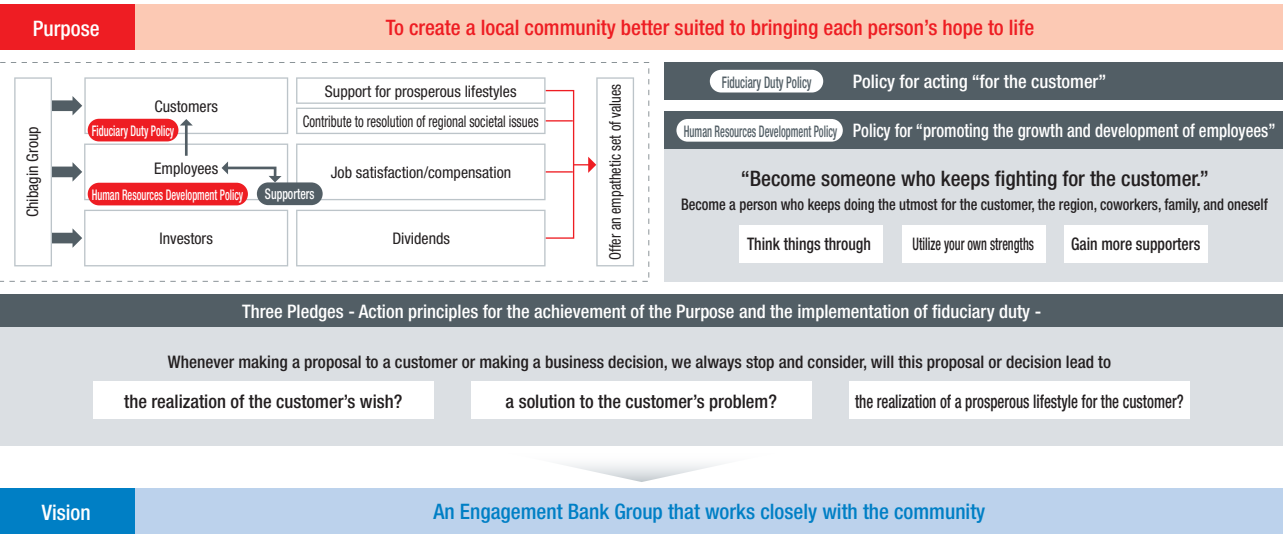 Purpose
To create a local community better suited to bringing each person's hope to life
Chibagin Group
Customers
Fiduciary Duty Policy
Employees
Human Resources Development Policy
Supporters
Investors
Support for prosperous lifestyles
Contribute to resolution of regional societal issues
Job satisfaction/compensation
Dividends
Offer an empathetic set of values
Fiduciary Duty Policy Policy for acting "for the customer"
Human Resources Development Policy Policy for "promoting the growth and development of employees"
"Become someone who keeps fighting for the customer."
Become a person who keeps doing the utmost for the customer, the region, coworkers, family, and oneself
Think things through
Utilize your own strengths
Gain more supporters
Three Pledges - Action principles for the achievement of the Purpose and the implementation of fiduciary duty -
Whenever making a proposal to a customer or making a business decision, we always stop and consider, will this proposal or decision lead to
the realization of the customer's wish?
a solution to the customer's problem?
the realization of a prosperous lifestyle for the customer?
Vision
An Engagement Bank Group that works closely with the community